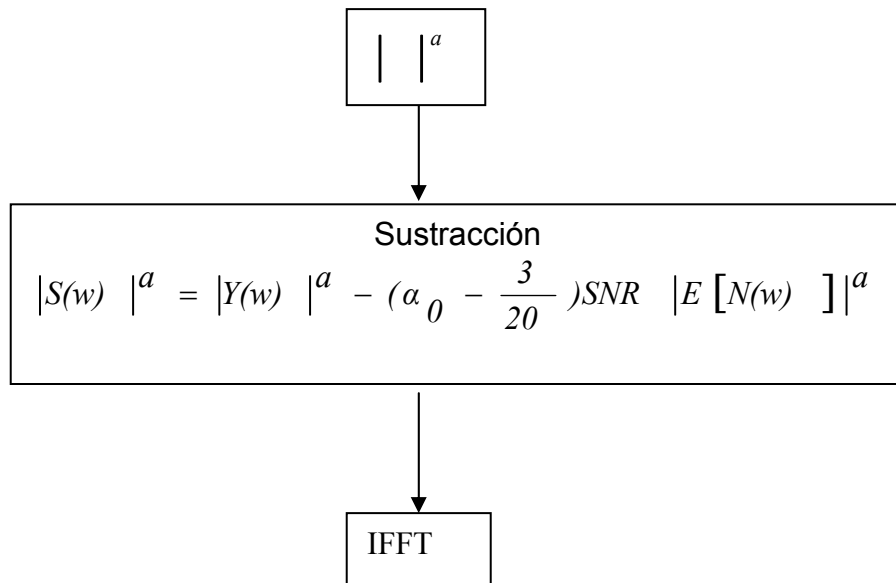 | |^a
Sustracción
|S(w) |^a = |Y(w) |^a - (α_0 - 3/20 )SNR |E [N(w) ]|^a
IFFT